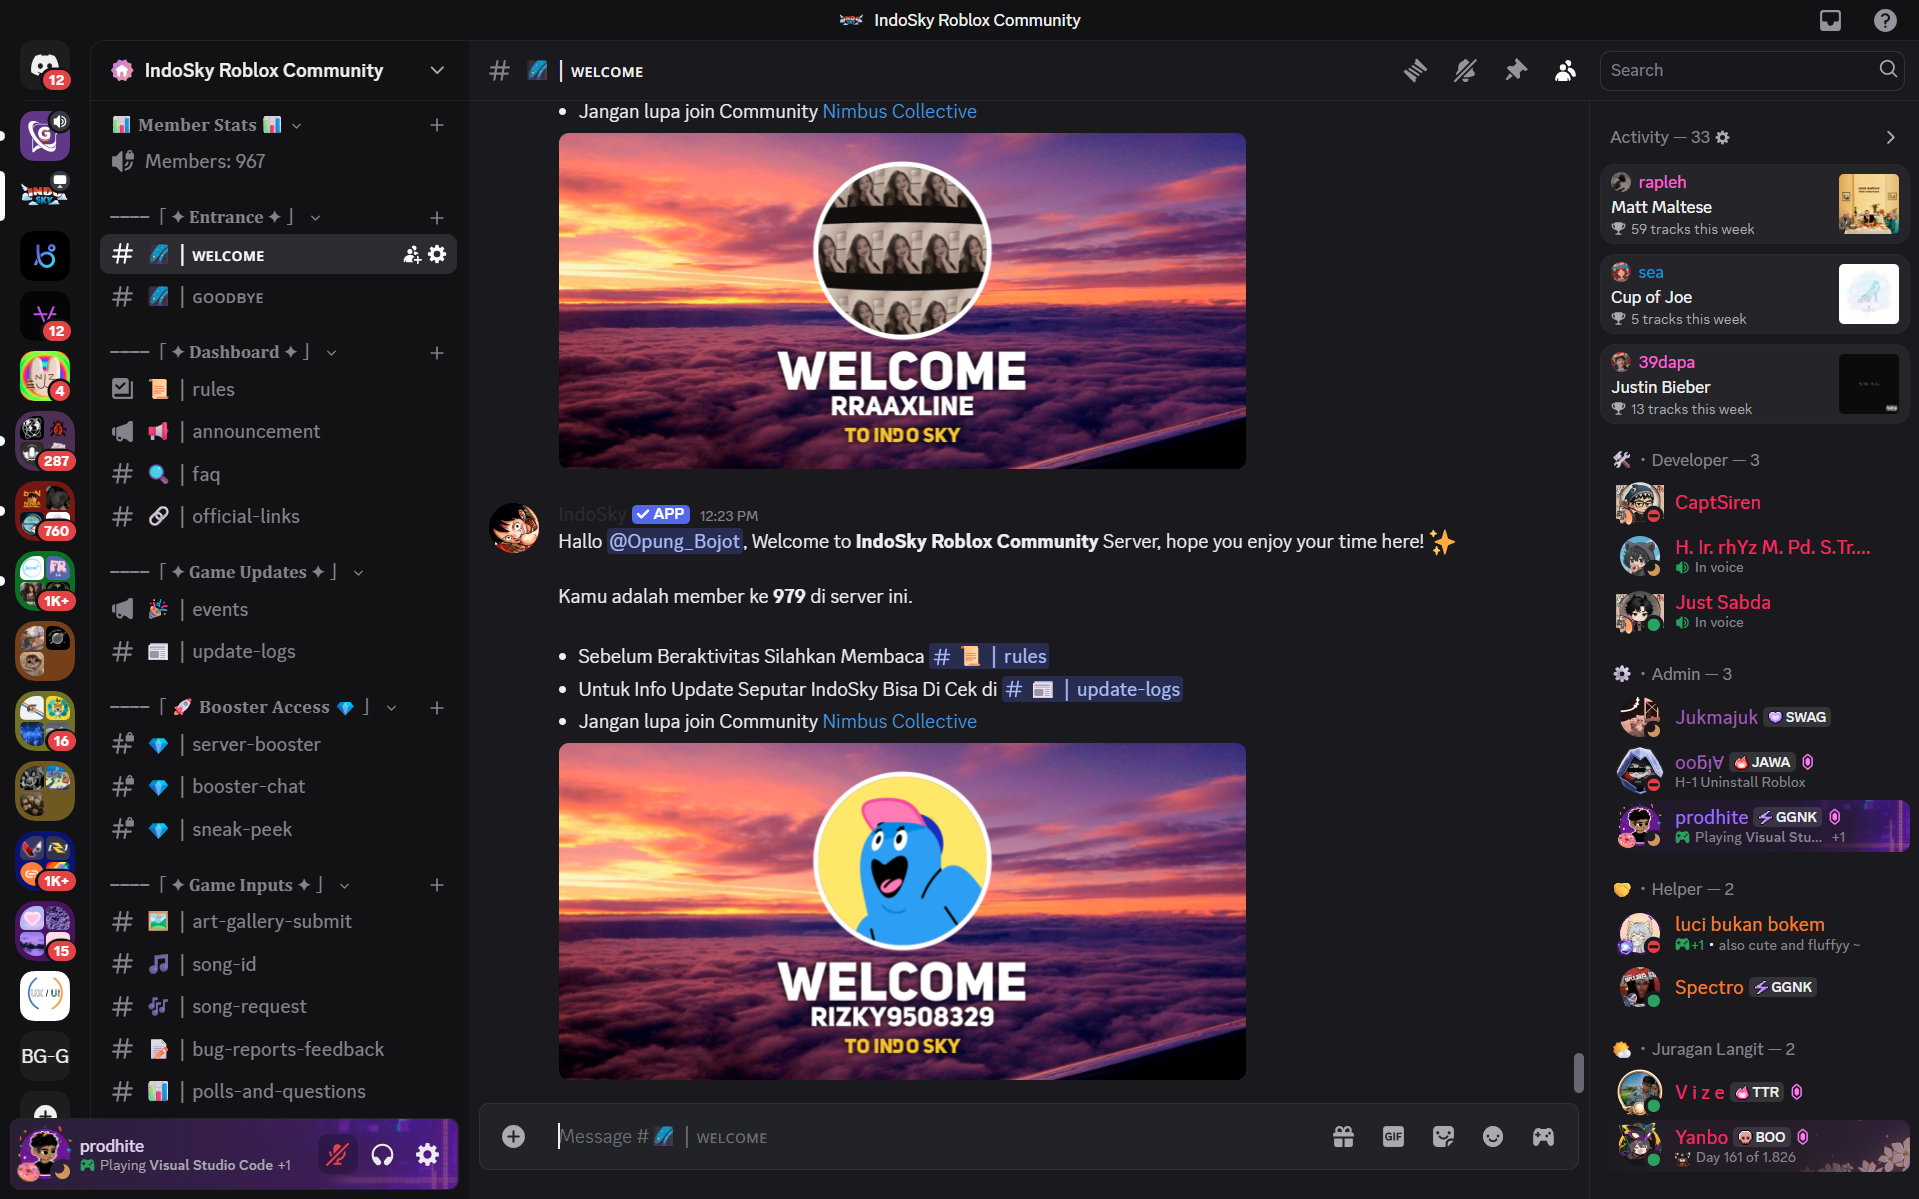 IndoSky Roblox Community
12
IndoSky Roblox Community
Member Stats
Members: 967
──── ⌈ ✦ Entrance ✦ ⌋
WELCOME
GOODBYE
──── ⌈ ✦ Dashboard ✦ ⌋
rules
announcement
faq
official-links
──── ⌈ ✦ Game Updates ✦ ⌋
events
update-logs
──── ⌈ 🚀 Booster Access 💎 ⌋
server-booster
booster-chat
sneak-peek
──── ⌈ ✦ Game Inputs ✦ ⌋
art-gallery-submit
song-id
song-request
bug-reports-feedback
polls-and-questions
INDO
SKY
12
4
287
760
1K+
16
1K+
15
UX / UI
BG-G
prodhite
Playing Visual Studio Code +1
# | WELCOME
• Jangan lupa join Community Nimbus Collective
WELCOME
RRAAXLINE
TO INDO SKY
IndoSky ✓ APP 12:23 PM
Hallo @Opung_Bojot, Welcome to IndoSky Roblox Community Server, hope you enjoy your time here! ✨
Kamu adalah member ke 979 di server ini.
• Sebelum Beraktivitas Silahkan Membaca # 📜 | rules
• Untuk Info Update Seputar IndoSky Bisa Di Cek di # 📰 | update-logs
• Jangan lupa join Community Nimbus Collective
WELCOME
RIZKY9508329
TO INDO SKY
Message # | WELCOME
GIF
Search
Activity — 33
rapleh
Matt Maltese
59 tracks this week
sea
Cup of Joe
5 tracks this week
39dapa
Justin Bieber
13 tracks this week
SWAG
🛠️ · Developer — 3
CaptSiren
H. Ir. rhYz M. Pd. S.Tr....
In voice
Just Sabda
In voice
⚙️ · Admin — 3
Jukmajuk SWAG
JAWA
H-1 Uninstall Roblox
prodhite GGNK
Playing Visual Stu... +1
· Helper — 2
luci bukan bokem
+1 • also cute and fluffyy ~
Spectro GGNK
· Juragan Langit — 2
V i z e TTR
Yanbo BOO
Day 161 of 1.826